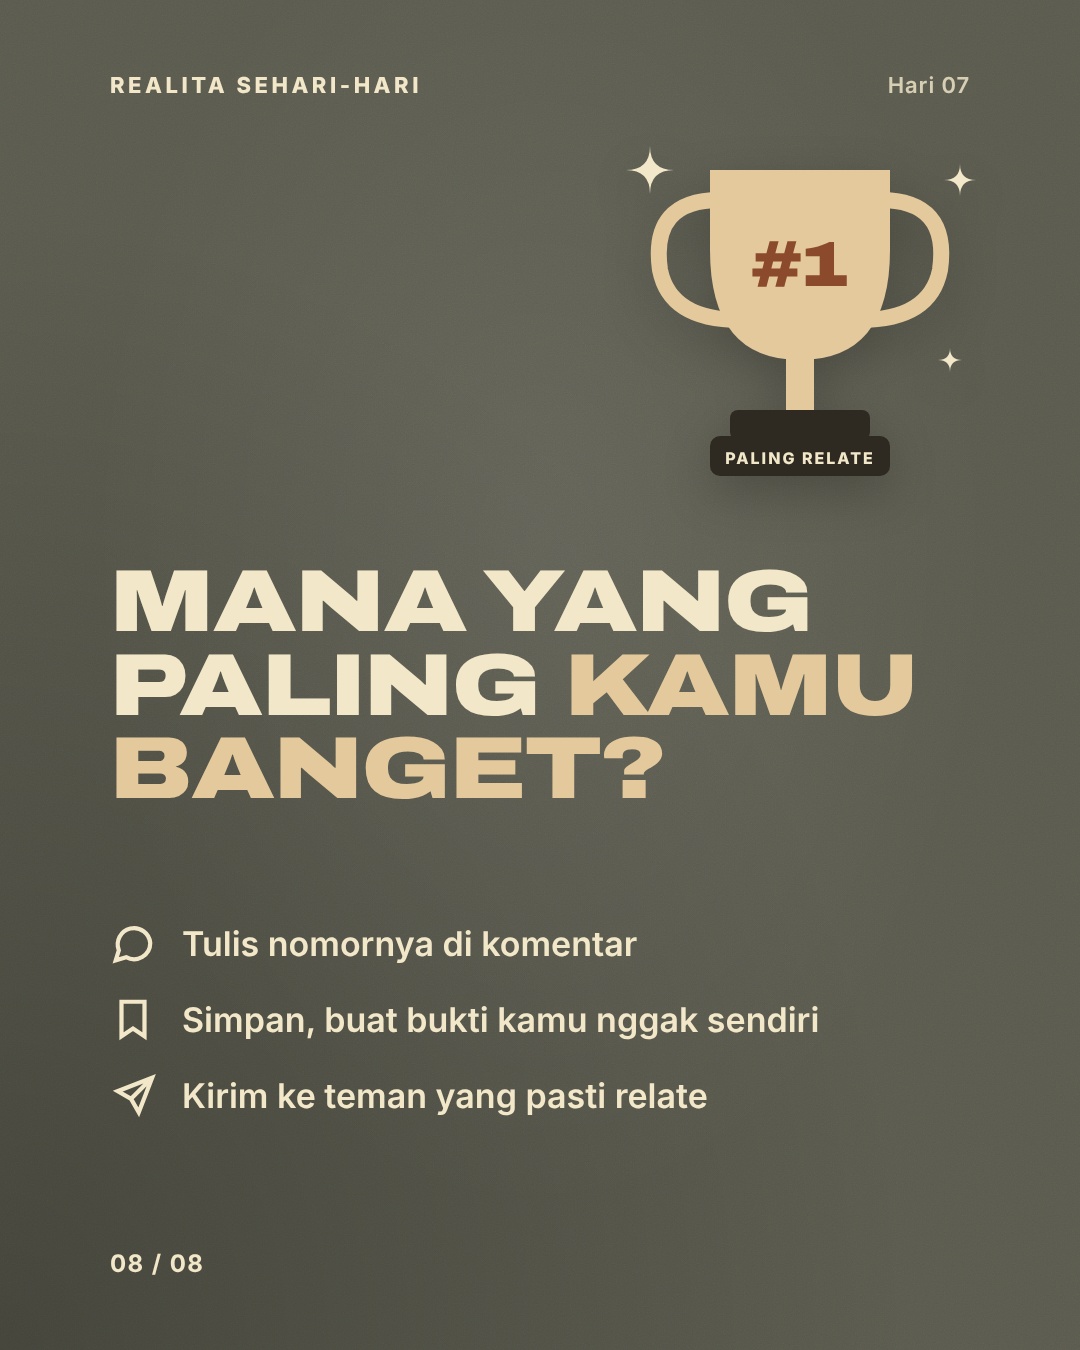 REALITA SEHARI-HARI
Hari 07
#1
PALING RELATE
MANA YANG
PALING KAMU
BANGET?
Tulis nomornya di komentar
Simpan, buat bukti kamu nggak sendiri
Kirim ke teman yang pasti relate
08 / 08